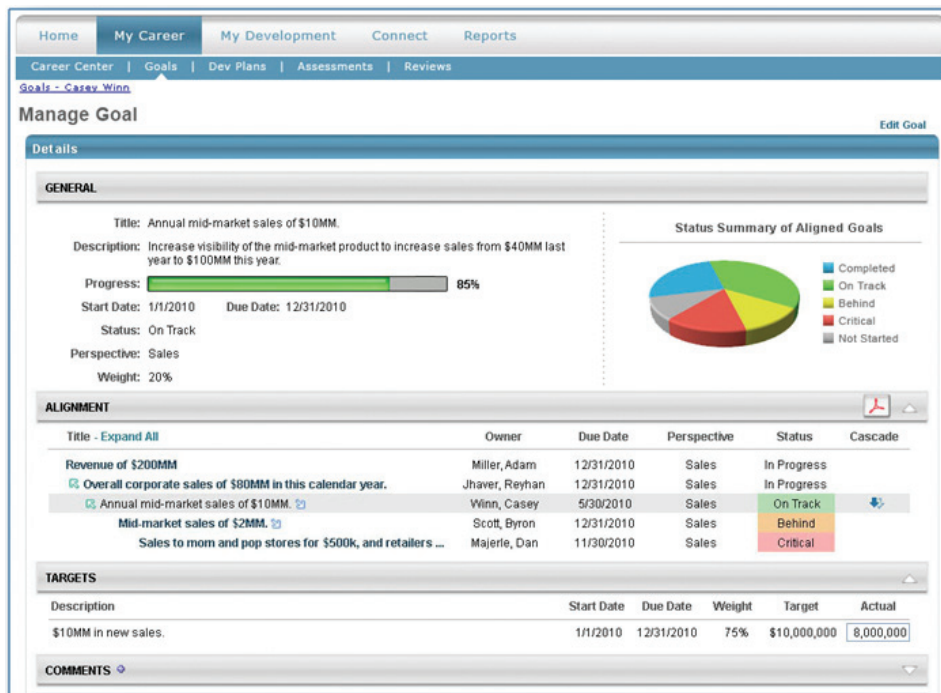 Home My Career My Development Connect Reports
Career Center | Goals | Dev Plans | Assessments | Reviews
Goals - Casey Winn
Manage Goal
Edit Goal
Details
GENERAL
Title: Annual mid-market sales of $10MM.
Description: Increase visibility of the mid-market product to increase sales from $40MM last
year to $100MM this year.
Progress: 85%
Start Date: 1/1/2010 Due Date: 12/31/2010
Status: On Track
Perspective: Sales
Weight: 20%
Status Summary of Aligned Goals
Completed
On Track
Behind
Critical
Not Started
ALIGNMENT
Title - Expand All Owner Due Date Perspective Status Cascade
Revenue of $200MM Miller, Adam 12/31/2010 Sales In Progress
Overall corporate sales of $80MM in this calendar year. Jhaver, Reyhan 12/31/2010 Sales In Progress
Annual mid-market sales of $10MM. Winn, Casey 5/30/2010 Sales On Track
Mid-market sales of $2MM. Scott, Byron 12/31/2010 Sales Behind
Sales to mom and pop stores for $500k, and retailers ... Majerle, Dan 11/30/2010 Sales Critical
TARGETS
Description Start Date Due Date Weight Target Actual
$10MM in new sales. 1/1/2010 12/31/2010 75% $10,000,000 8,000,000
COMMENTS